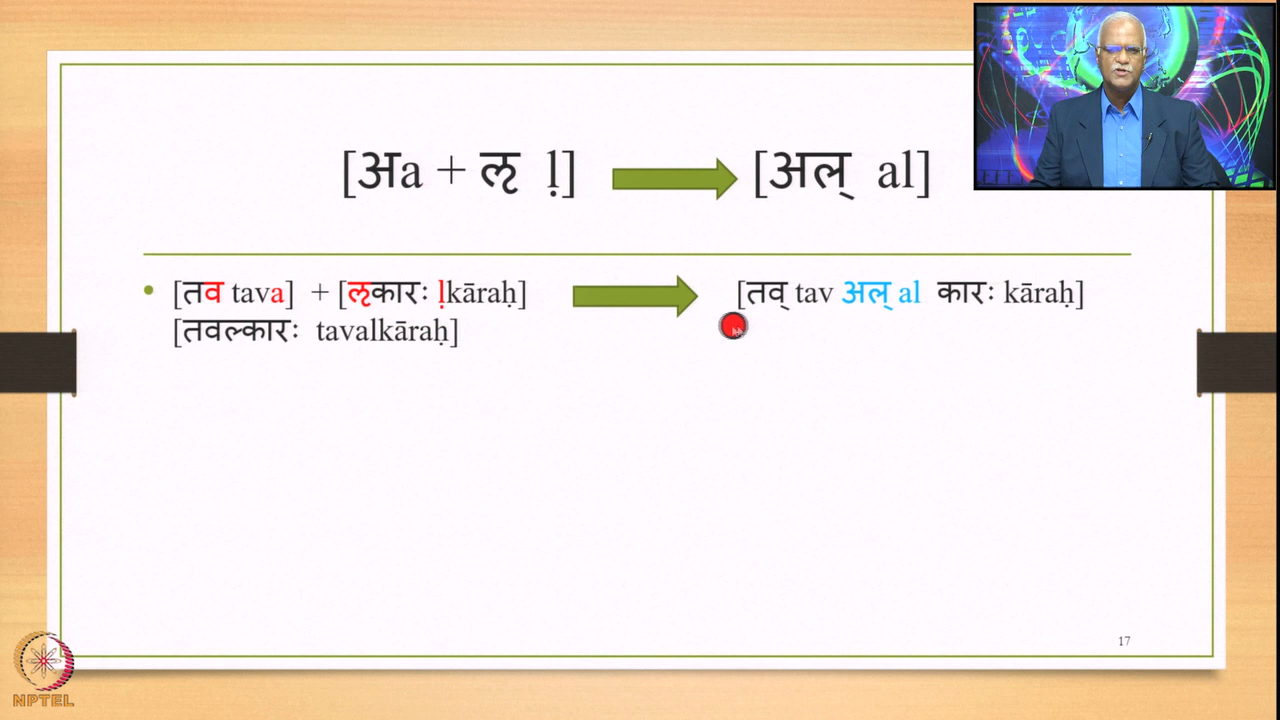 [अa + ऌ ḷ] [अल् al]
[तव tava] + [ऌकारः ḷkāraḥ] [तव् tav अल् al कारः kāraḥ]
[तवल्कारः tavalkāraḥ]
17
NPTEL